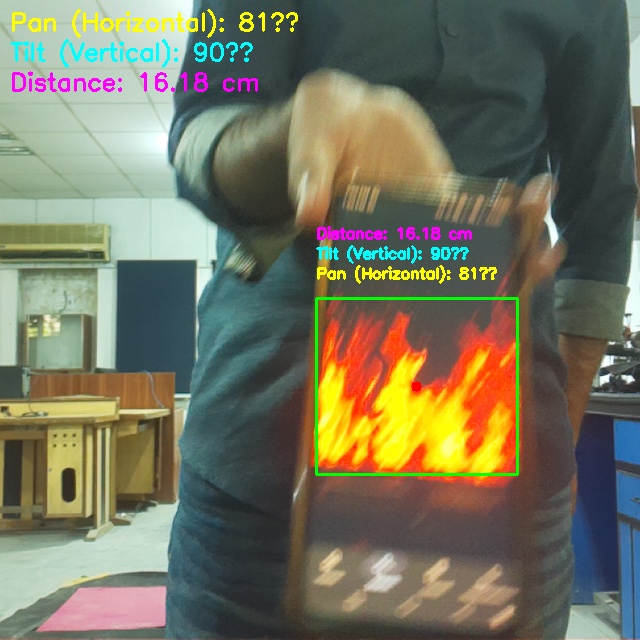 Pan (Horizontal): 81??
Tilt (Vertical): 90??
Distance: 16.18 cm
Distance: 16.18 cm
Tilt (Vertical): 90??
Pan (Horizontal): 81??